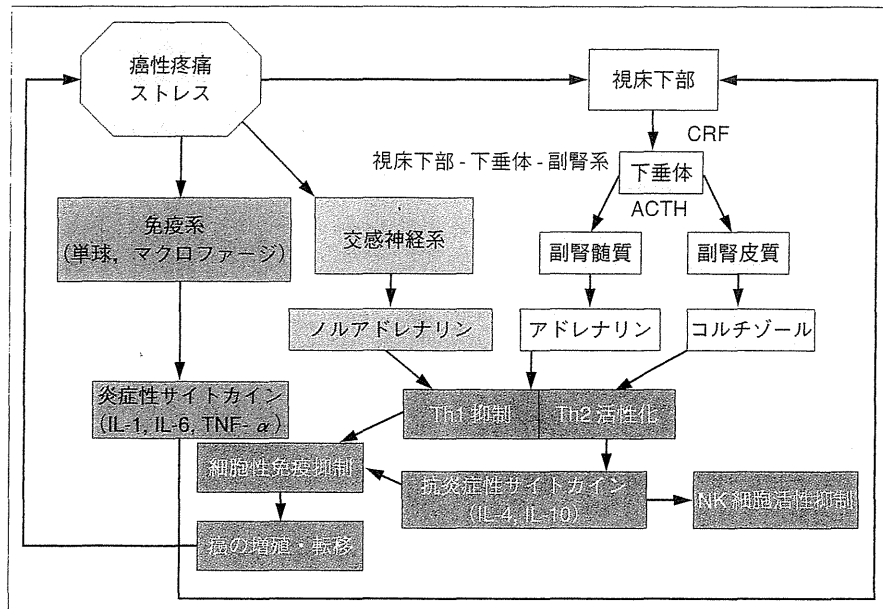 癌性疼痛
ストレス
視床下部
CRF
視床下部 - 下垂体 - 副腎系
下垂体
ACTH
免疫系
(単球，マクロファージ)
交感神経系
副腎髄質
副腎皮質
ノルアドレナリン
アドレナリン
コルチゾール
炎症性サイトカイン
(IL-1, IL-6, TNF- α)
Th1 抑制
Th2 活性化
細胞性免疫抑制
抗炎症性サイトカイン
(IL-4, IL-10)
NK 細胞活性抑制
癌の増殖・転移